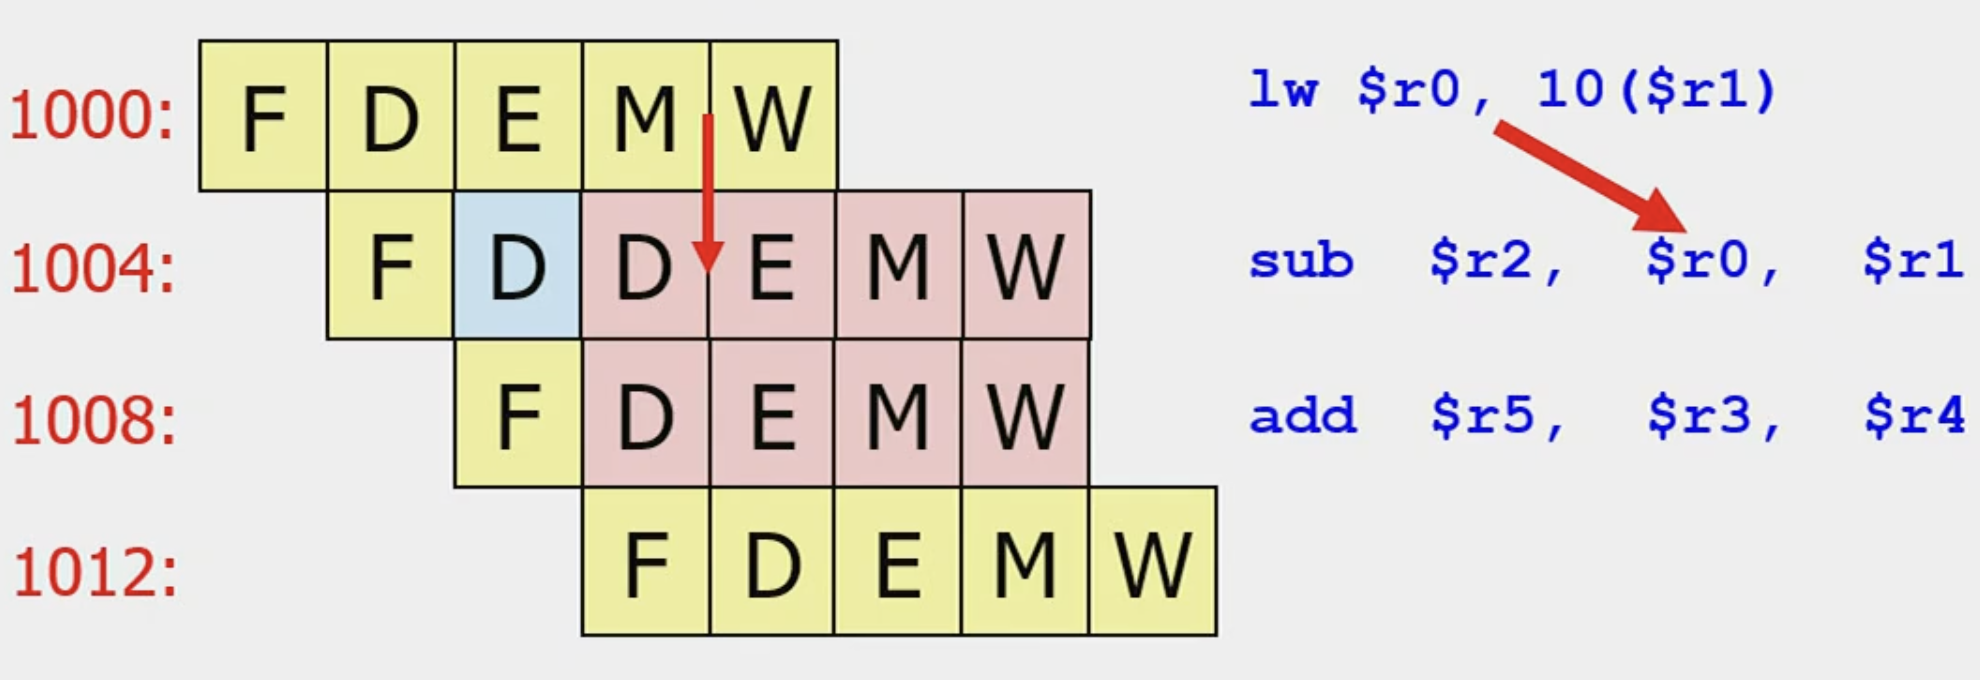 1000: F D E M W lw $r0, 10($r1)
1004: F D D E M W sub $r2, $r0, $r1
1008: F D E M W add $r5, $r3, $r4
1012: F D E M W